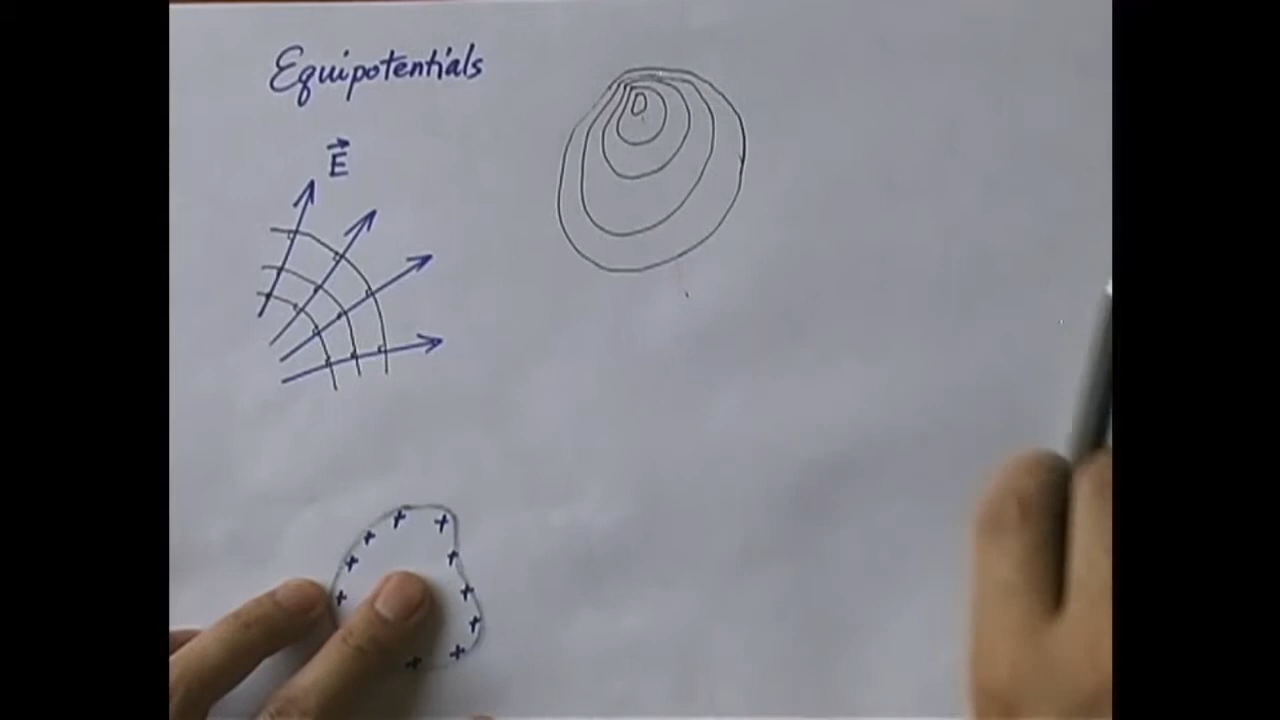 Equipotentials
E⃗
+ + + + + + + + + + +